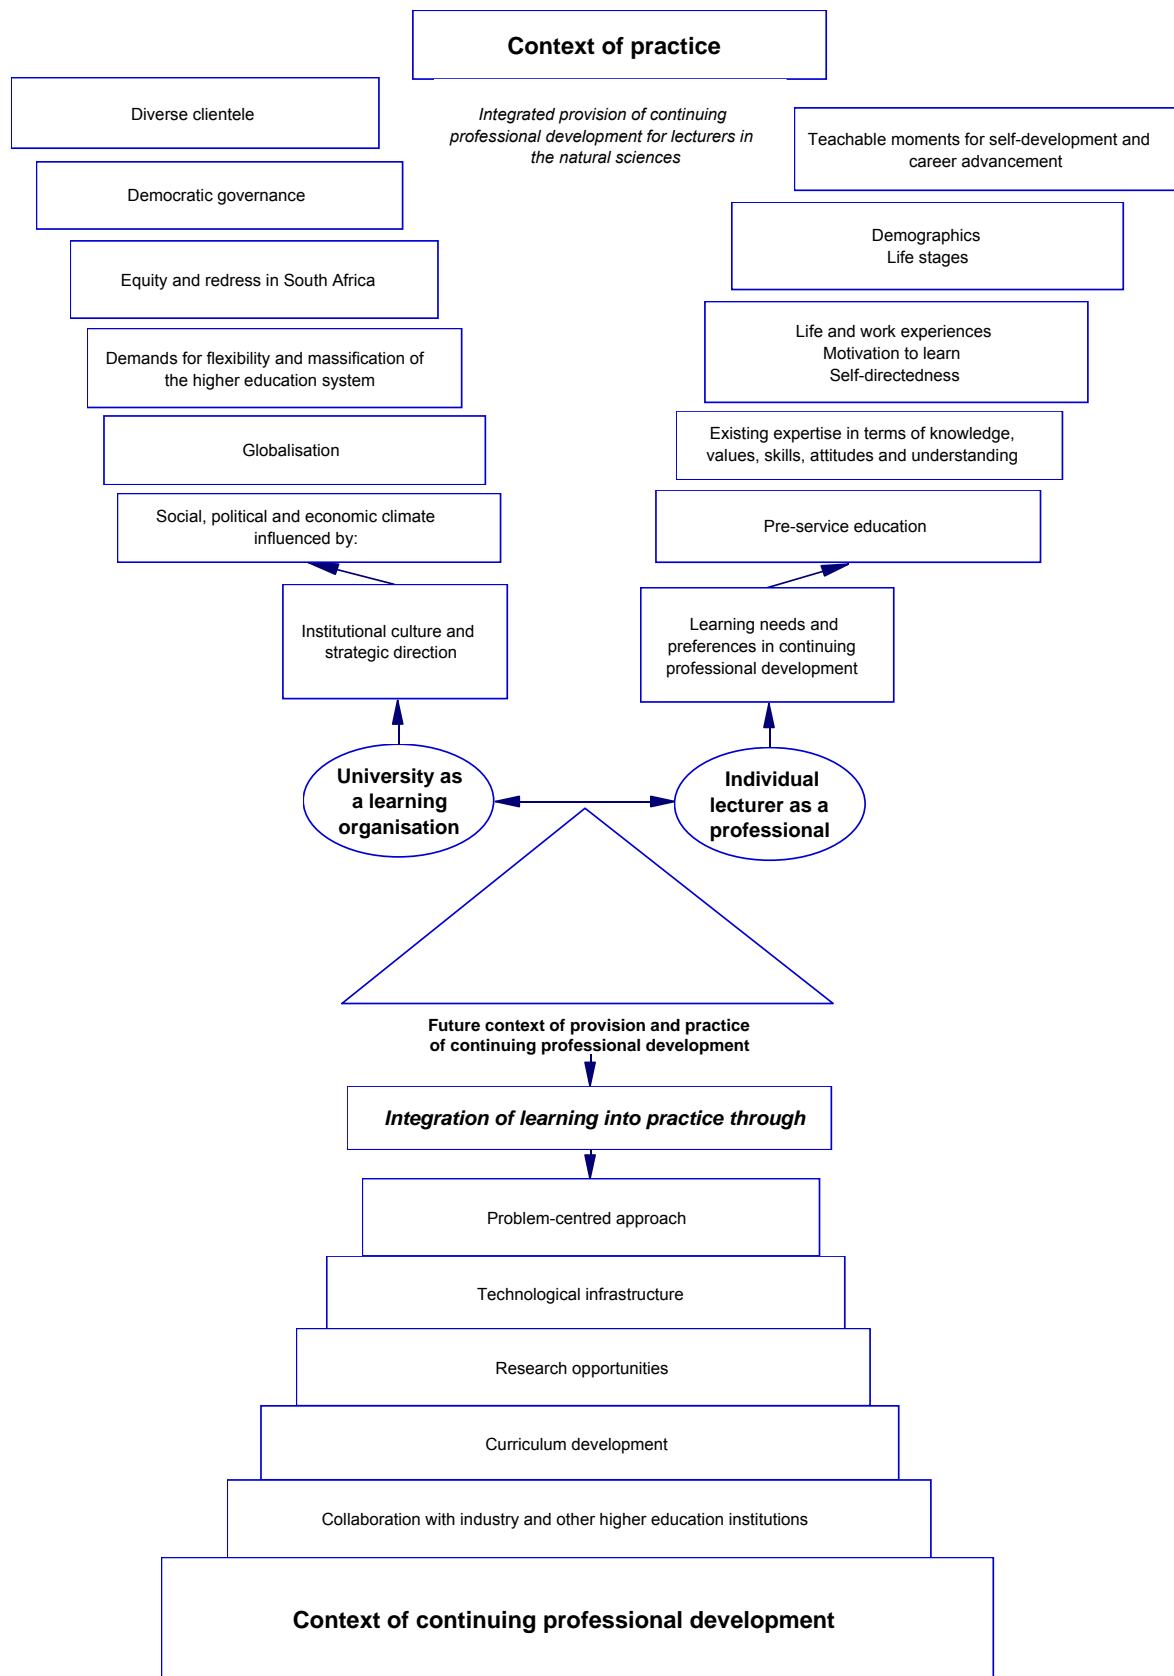 Context of practice
Integrated provision of continuing
professional development for lecturers in
the natural sciences
Diverse clientele
Democratic governance
Equity and redress in South Africa
Demands for flexibility and massification of
the higher education system
Globalisation
Social, political and economic climate
influenced by:
Institutional culture and
strategic direction
University as
a learning
organisation
Teachable moments for self-development and
career advancement
Demographics
Life stages
Life and work experiences
Motivation to learn
Self-directedness
Existing expertise in terms of knowledge,
values, skills, attitudes and understanding
Pre-service education
Learning needs and
preferences in continuing
professional development
Individual
lecturer as a
professional
Future context of provision and practice
of continuing professional development
Integration of learning into practice through
Problem-centred approach
Technological infrastructure
Research opportunities
Curriculum development
Collaboration with industry and other higher education institutions
Context of continuing professional development